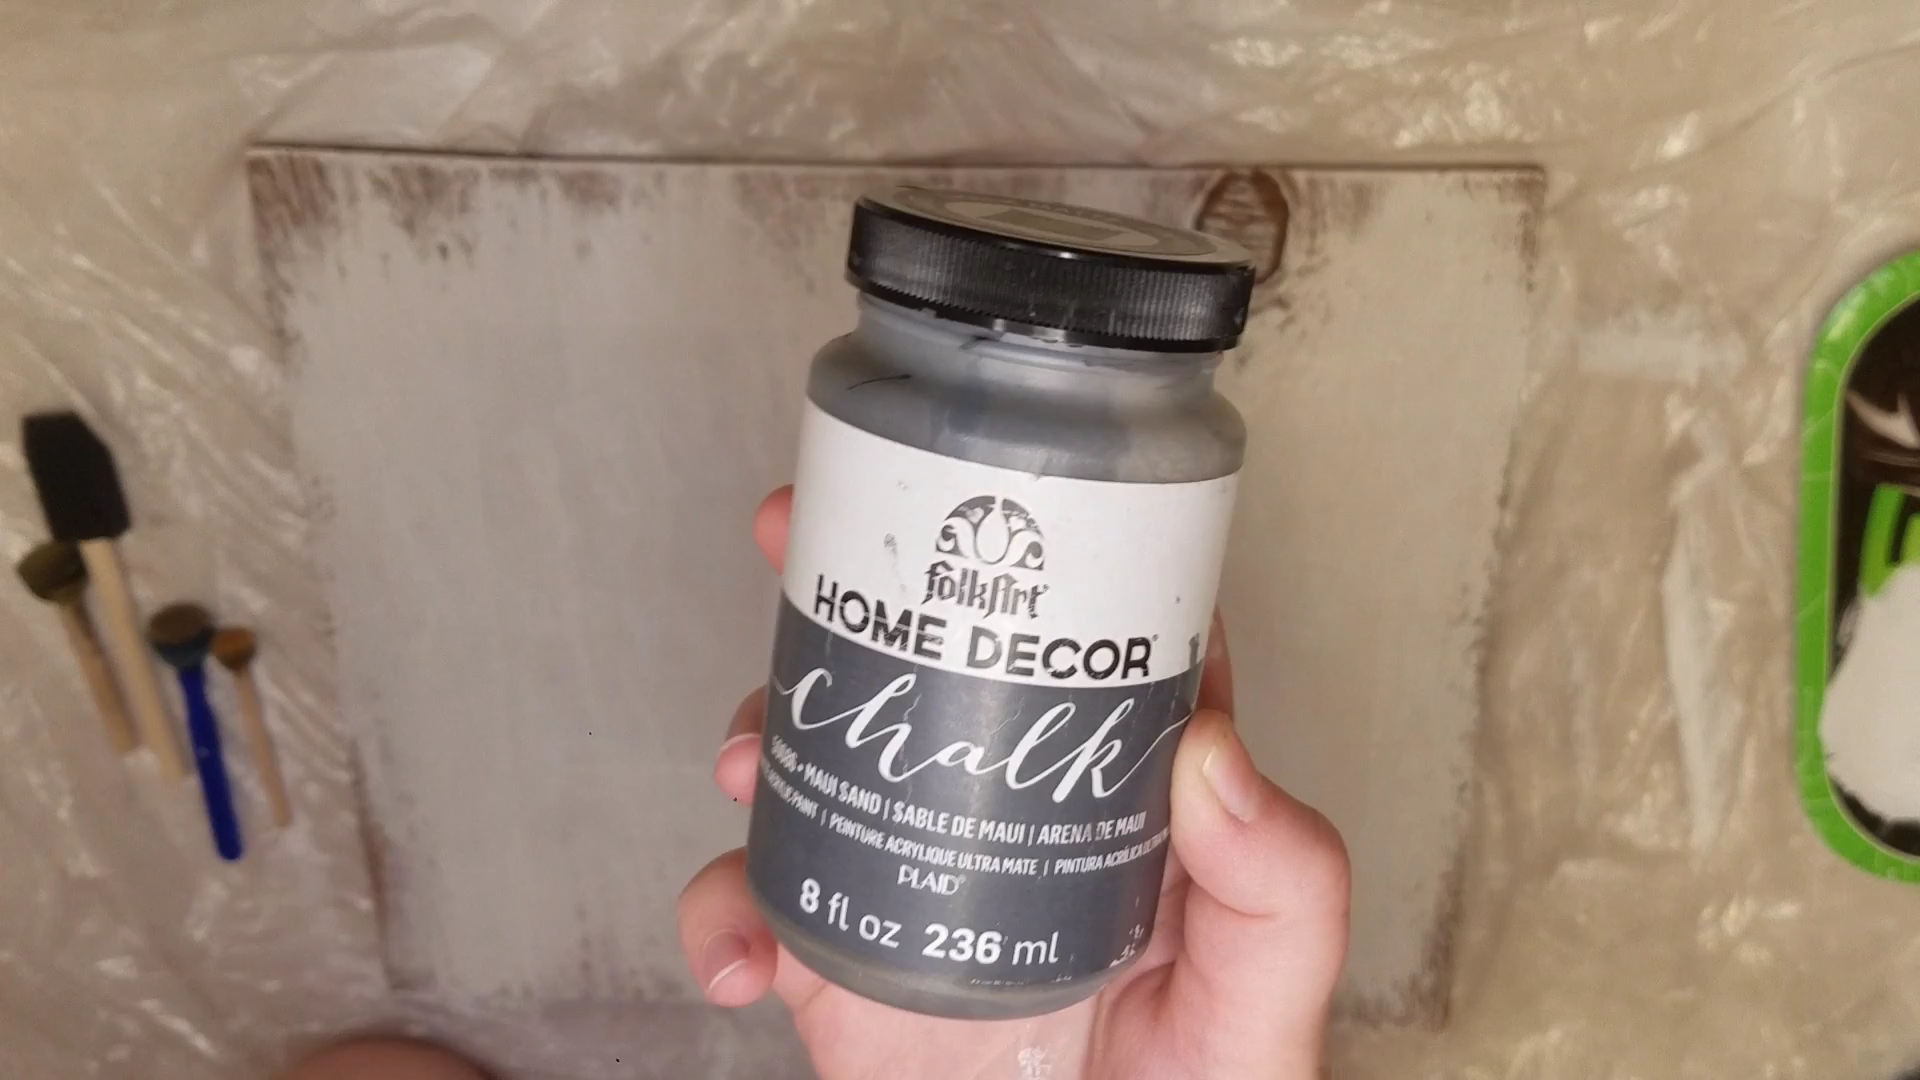 folkArt
HOME DECOR®
chalk
MAUI SAND | SABLE DE MAUI | ARENA DE MAUI
PAINT | PEINTURE ACRYLIQUE ULTRA MATE | PINTURA ACRÍLICA
PLAID®
8 fl oz 236 ml